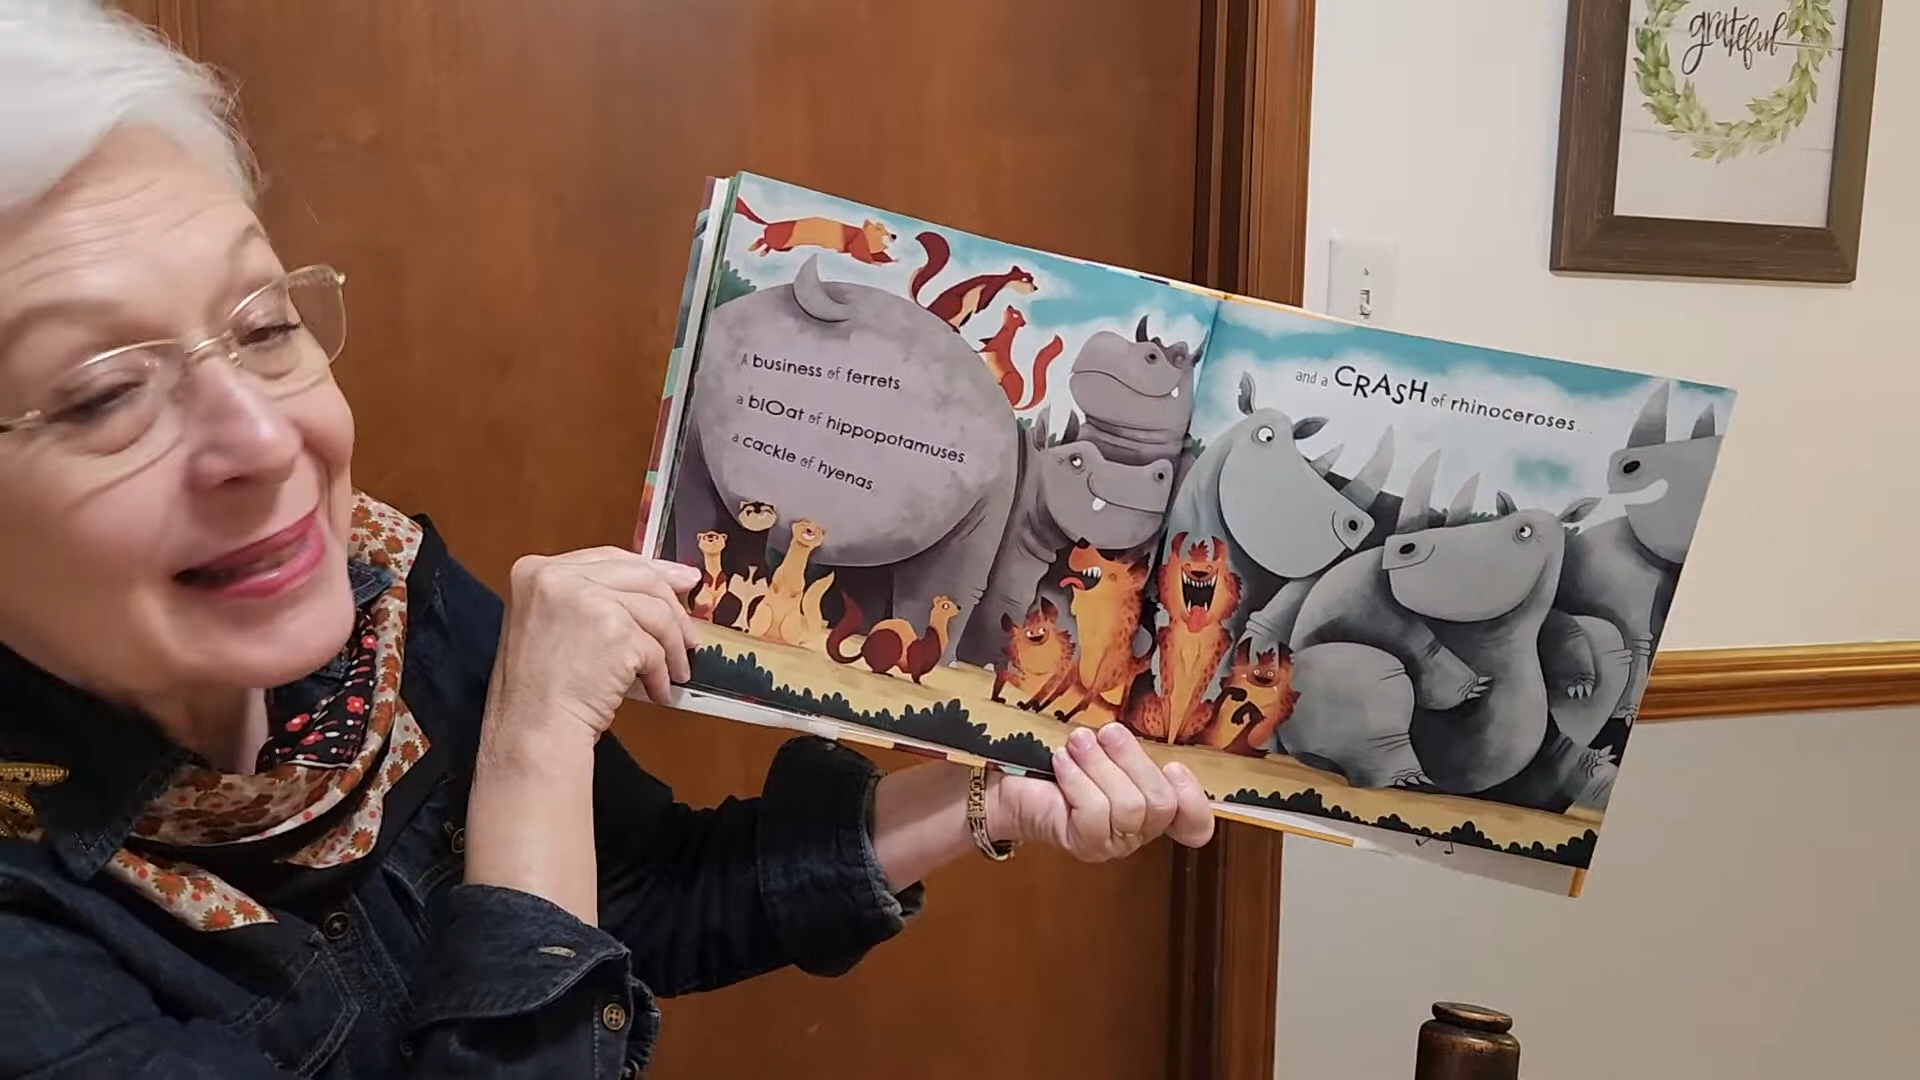 grateful
A business of ferrets,
a blOat of hippopotamuses,
a cackle of hyenas,
and a CRASH of rhinoceroses...